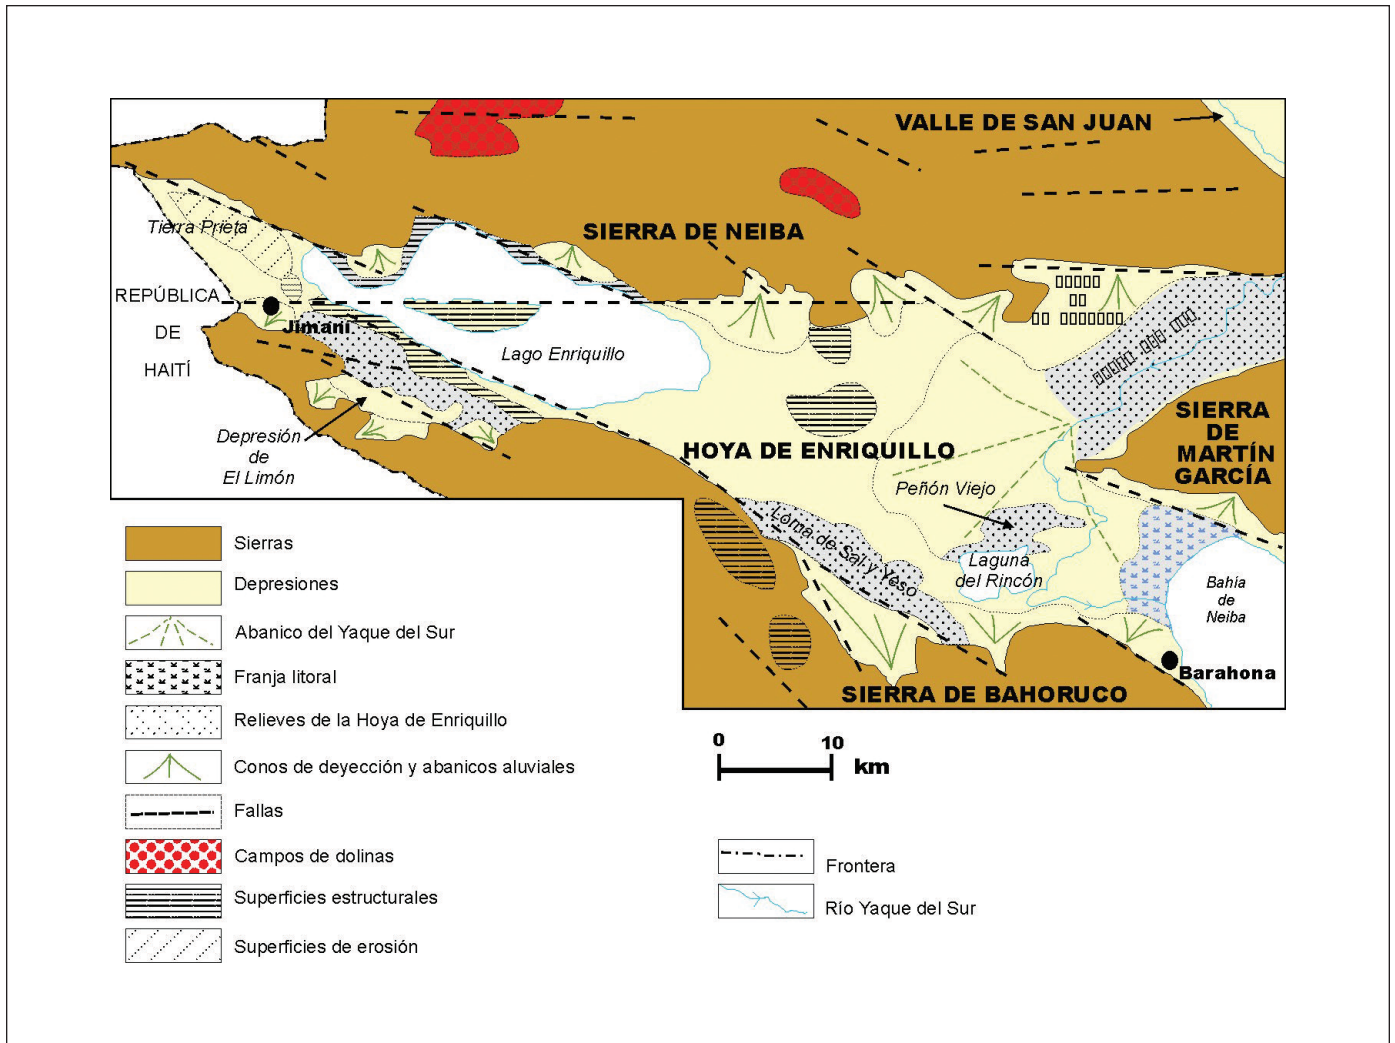 VALLE DE SAN JUAN
Tierra Prieta
SIERRA DE NEIBA
REPÚBLICA
DE
HAITÍ
Jimaní
Lago Enriquillo
Depresión
de
El Limón
HOYA DE ENRIQUILLO
SIERRA
DE
MARTÍN
GARCÍA
Peñón Viejo
Loma de Sal y Yeso
Laguna
del Rincón
Bahía
de
Neiba
Barahona
SIERRA DE BAHORUCO
Sierras
Depresiones
Abanico del Yaque del Sur
Franja litoral
Relieves de la Hoya de Enriquillo
Conos de deyección y abanicos aluviales
Fallas
Campos de dolinas
Superficies estructurales
Superficies de erosión
0 10
km
Frontera
Río Yaque del Sur